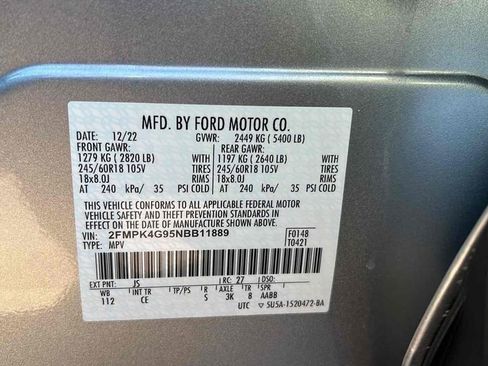 MFD. BY FORD MOTOR CO.
DATE: 12/22 GVWR: 2449 KG ( 5400 LB)
FRONT GAWR: REAR GAWR:
1279 KG ( 2820 LB) WITH 1197 KG ( 2640 LB) WITH
245/60R18 105V TIRES 245/60R18 105V TIRES
18x8.0J RIMS 18x8.0J RIMS
AT 240 kPa/ 35 PSI COLD AT 240 kPa/ 35 PSI COLD
THIS VEHICLE CONFORMS TO ALL APPLICABLE FEDERAL MOTOR
VEHICLE SAFETY AND THEFT PREVENTION STANDARDS IN
EFFECT ON THE DATE OF MANUFACTURE SHOWN ABOVE.
VIN: 2FMPK4G95NBB11889 F0148
TYPE: MPV T0421
EXT PNT: JS RC: 27 DSO:
WB INT TR TP/PS R AXLE TR SPR
112 CE S 3K 8 AABB
UTC 5U5A-1520472-BA